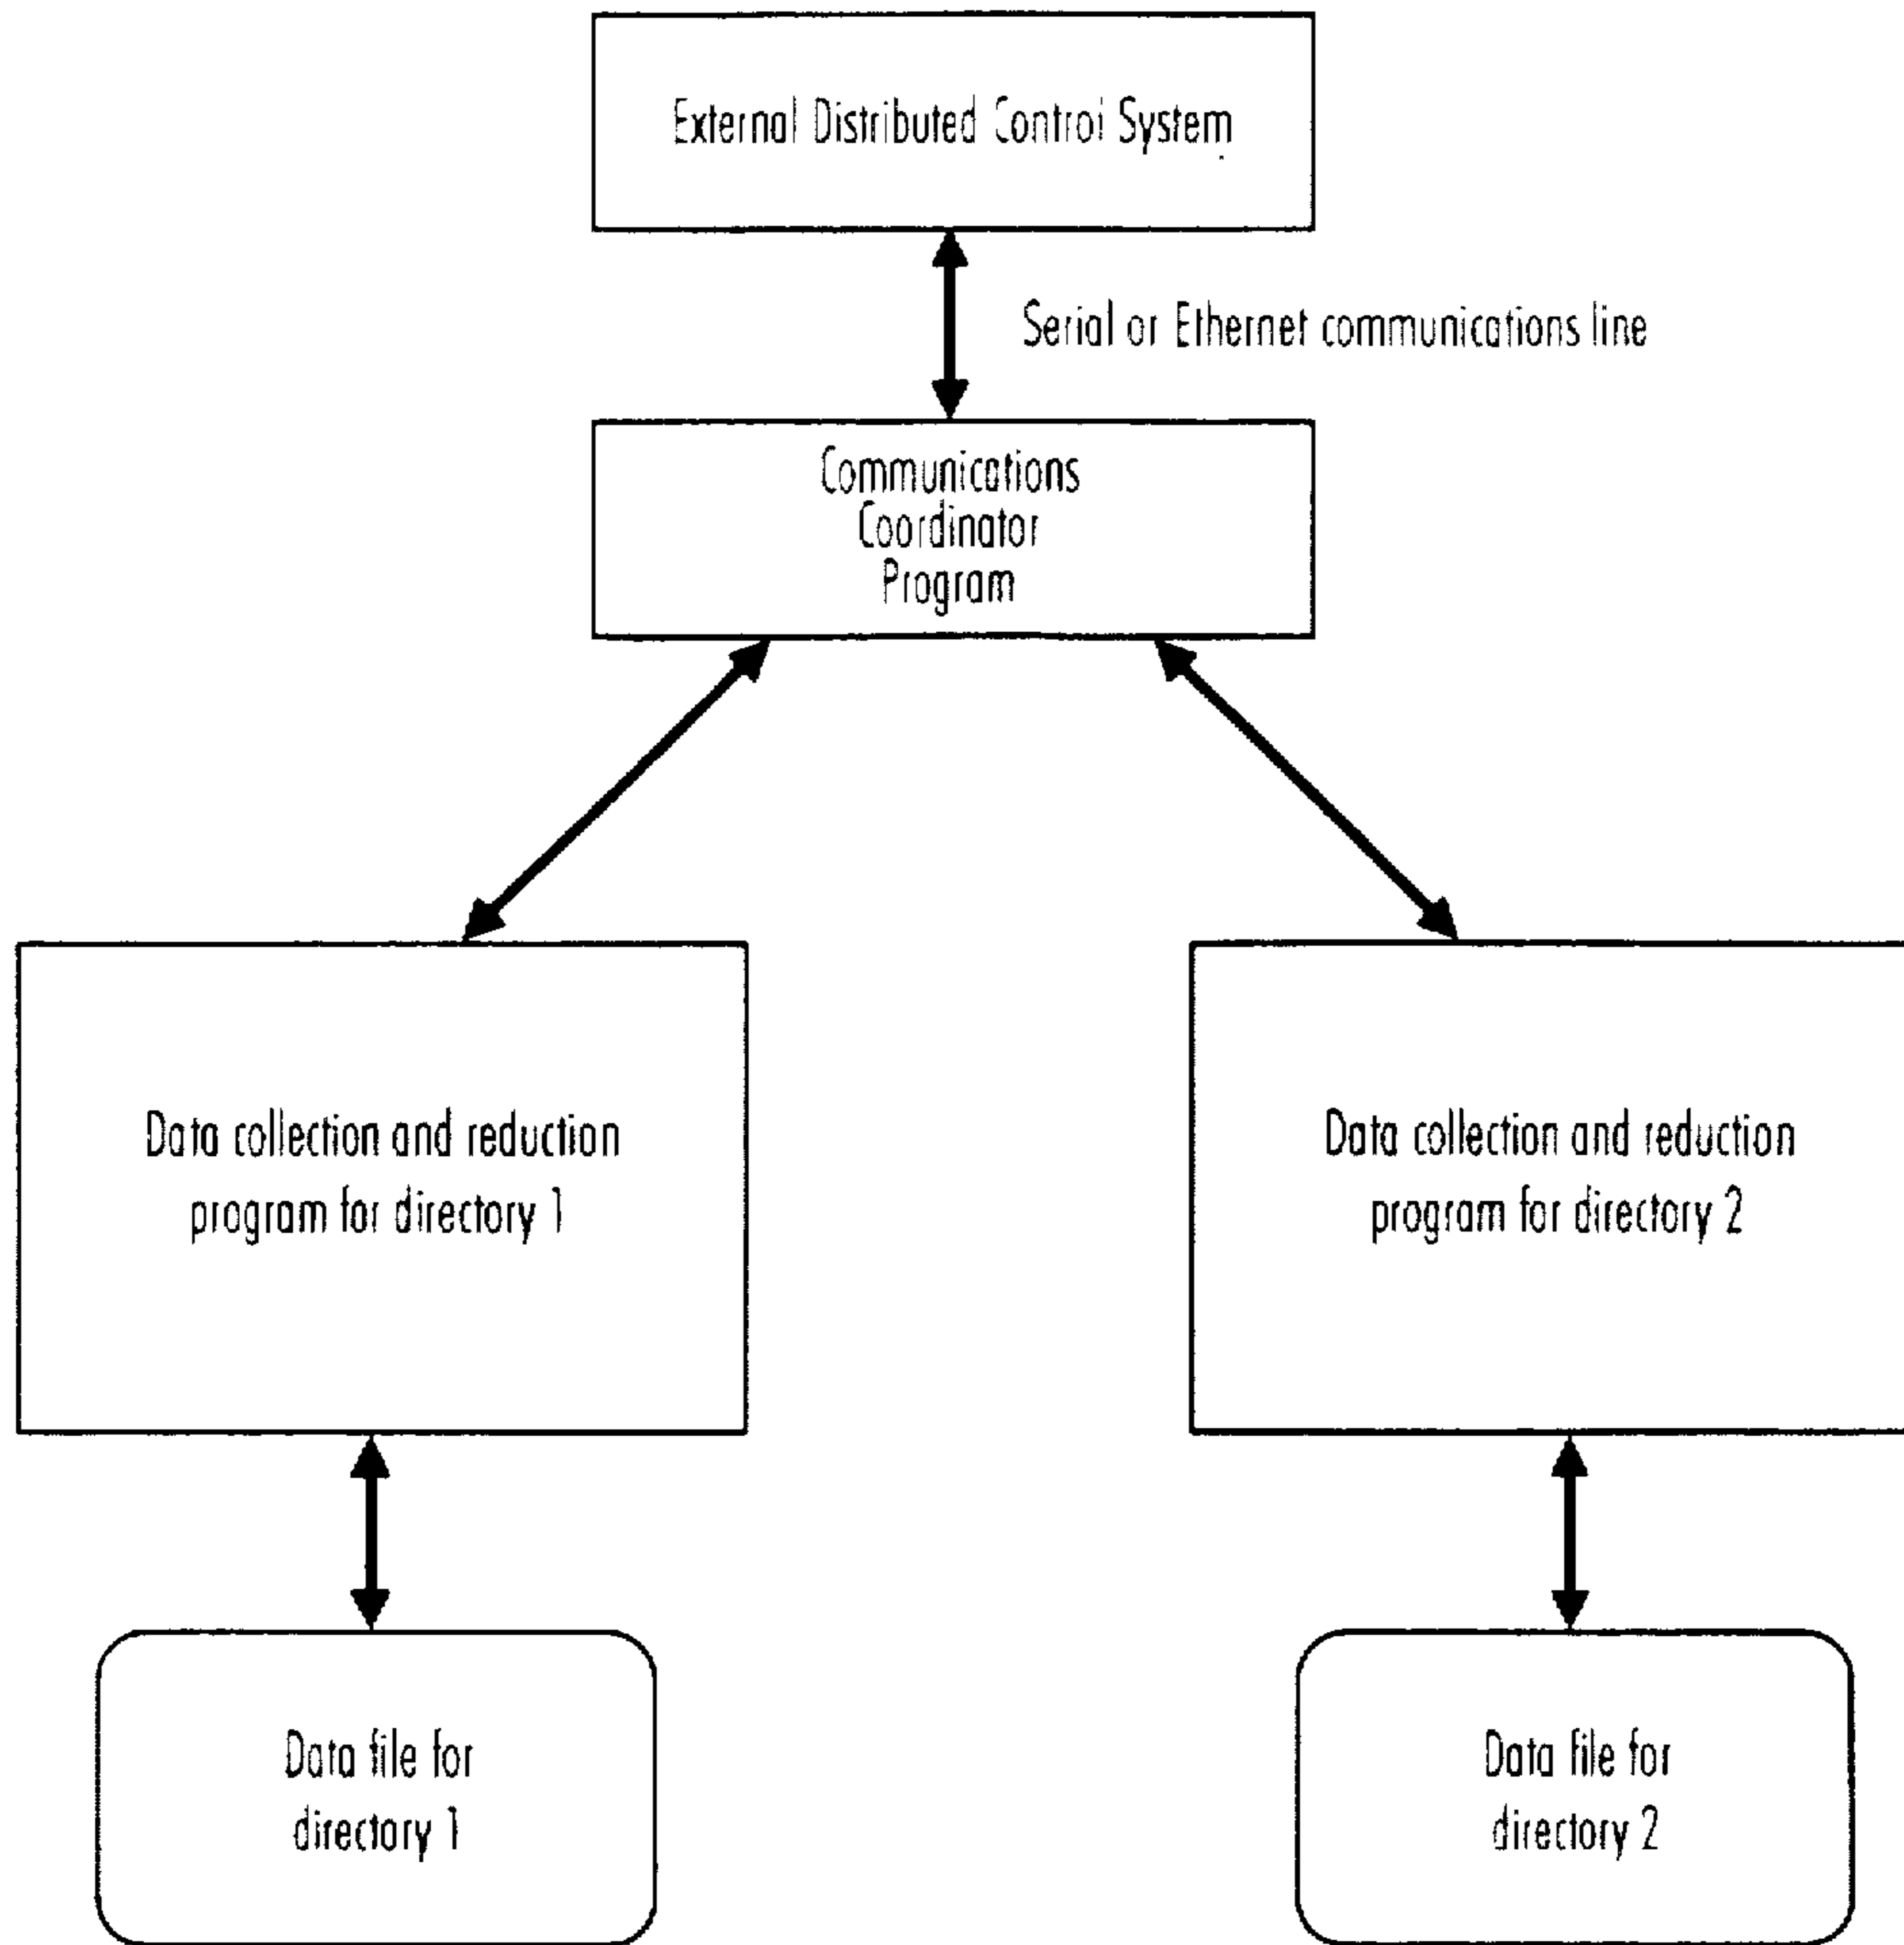 External Distributed Control System
Serial or Ethernet communications line
Communications
Coordinator
Program
Data collection and reduction
program for directory 1
Data collection and reduction
program for directory 2
Data file for
directory 1
Data file for
directory 2